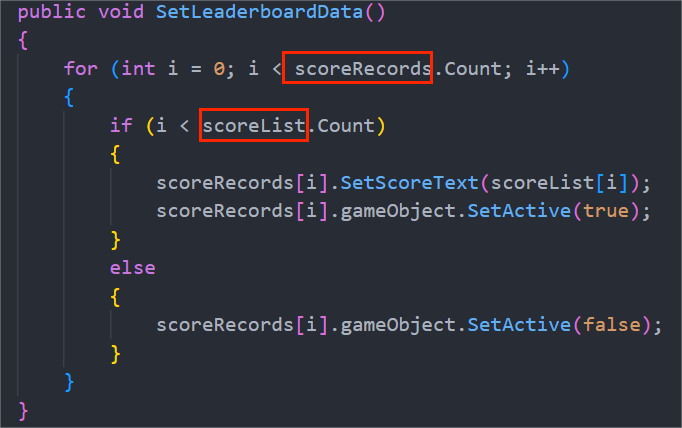 public void SetLeaderboardData()
{
for (int i = 0; i < scoreRecords.Count; i++)
{
if (i < scoreList.Count)
{
scoreRecords[i].SetScoreText(scoreList[i]);
scoreRecords[i].gameObject.SetActive(true);
}
else
{
scoreRecords[i].gameObject.SetActive(false);
}
}
}